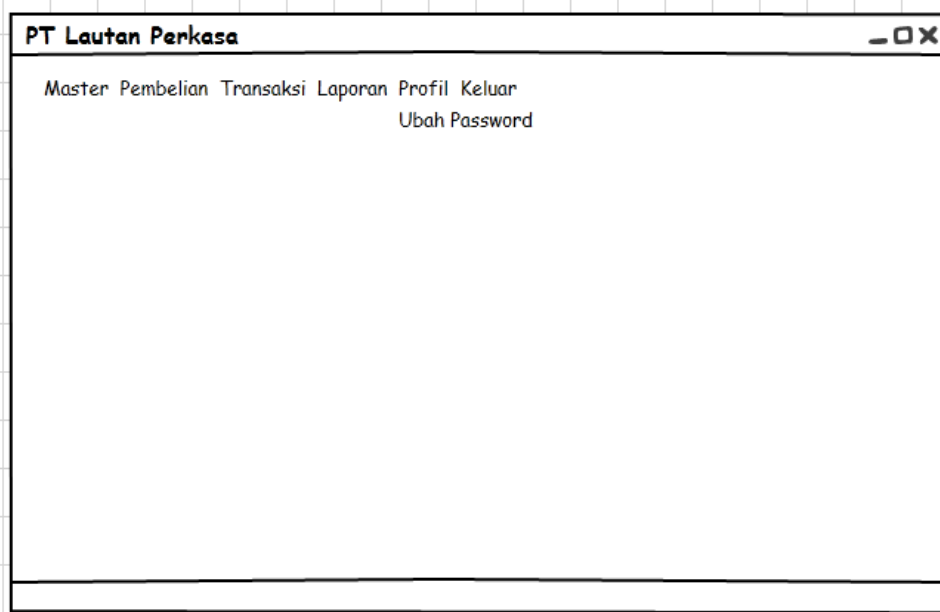 PT Lautan Perkasa
Master Pembelian Transaksi Laporan Profil Keluar
Ubah Password